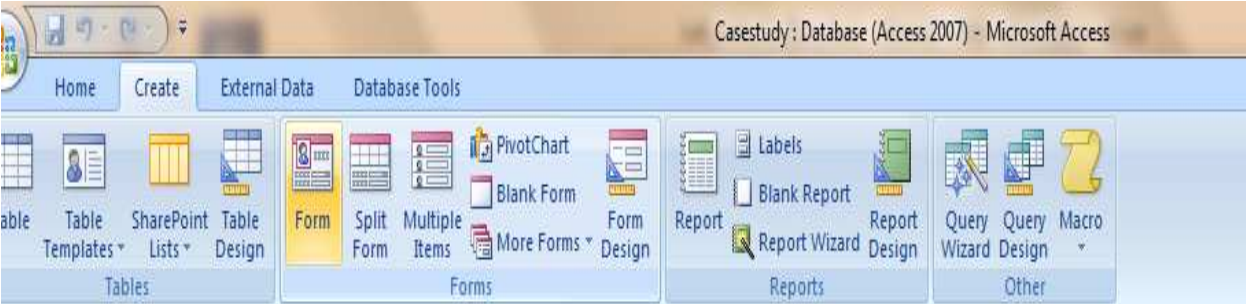 Casestudy : Database (Access 2007) - Microsoft Access
Home Create External Data Database Tools
able
Table
Templates
SharePoint
Lists
Table
Design
Tables
Form
Split
Form
Multiple
Items
PivotChart
Blank Form
More Forms
Form
Design
Forms
Report
Labels
Blank Report
Report Wizard
Report
Design
Reports
Query
Wizard
Query
Design
Macro
Other